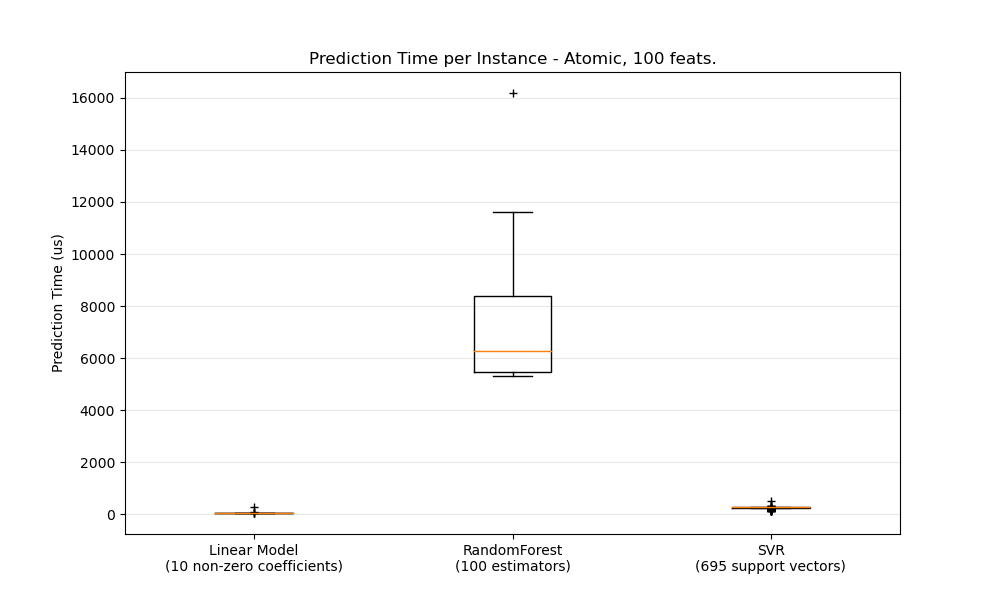 Prediction Time per Instance - Atomic, 100 feats.
Prediction Time (us)
16000
14000
12000
10000
8000
6000
4000
2000
0
Linear Model
(10 non-zero coefficients)
RandomForest
(100 estimators)
SVR
(695 support vectors)